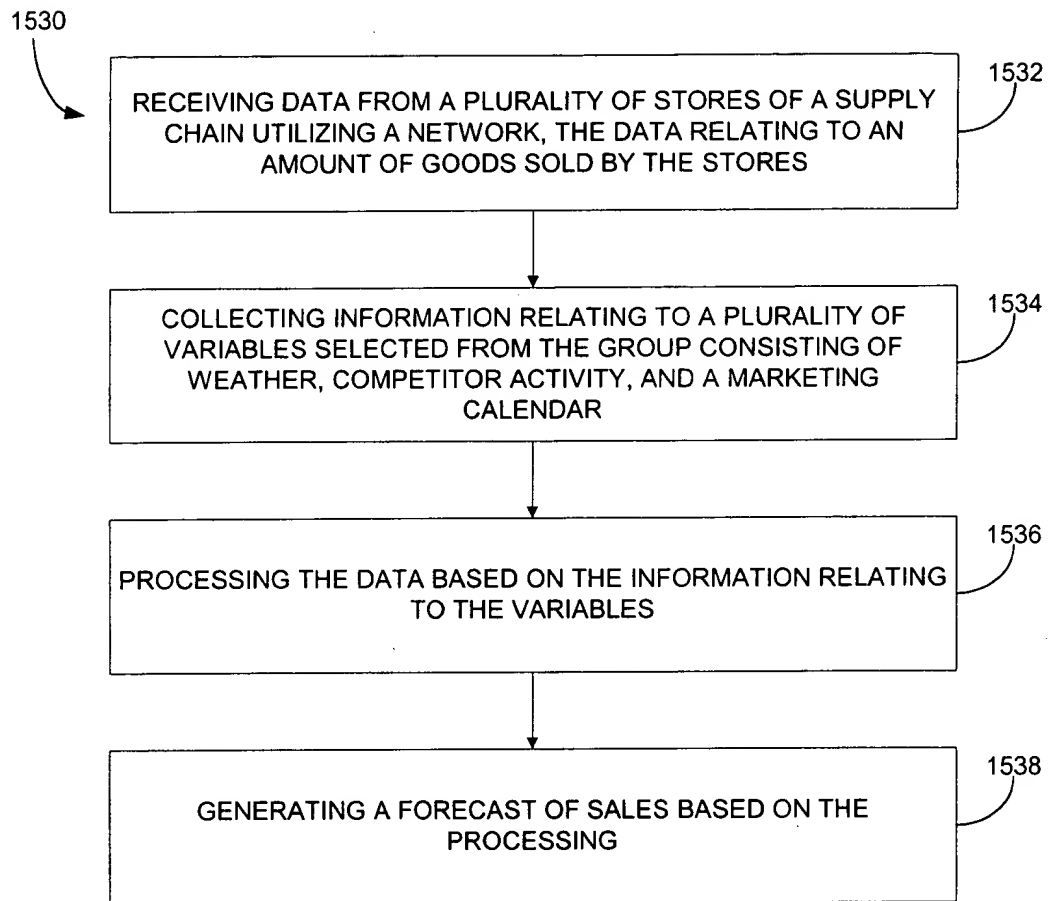 1530
1532
RECEIVING DATA FROM A PLURALITY OF STORES OF A SUPPLY
CHAIN UTILIZING A NETWORK, THE DATA RELATING TO AN
AMOUNT OF GOODS SOLD BY THE STORES
1534
COLLECTING INFORMATION RELATING TO A PLURALITY OF
VARIABLES SELECTED FROM THE GROUP CONSISTING OF
WEATHER, COMPETITOR ACTIVITY, AND A MARKETING
CALENDAR
1536
PROCESSING THE DATA BASED ON THE INFORMATION RELATING
TO THE VARIABLES
1538
GENERATING A FORECAST OF SALES BASED ON THE
PROCESSING